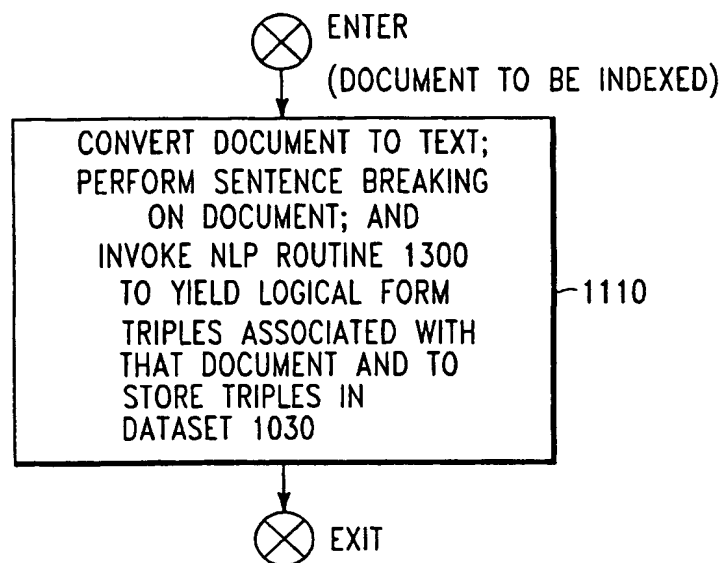 ENTER
(DOCUMENT TO BE INDEXED)
CONVERT DOCUMENT TO TEXT;
PERFORM SENTENCE BREAKING
ON DOCUMENT; AND
INVOKE NLP ROUTINE 1300
TO YIELD LOGICAL FORM
TRIPLES ASSOCIATED WITH
THAT DOCUMENT AND TO
STORE TRIPLES IN
DATASET 1030
1110
EXIT